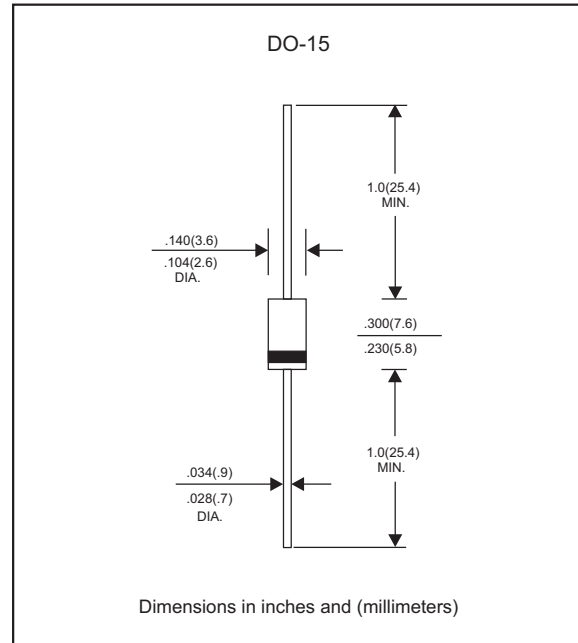 DO-15
1.0(25.4)
MIN.
.140(3.6)
.104(2.6)
DIA.
.300(7.6)
.230(5.8)
1.0(25.4)
MIN.
.034(.9)
.028(.7)
DIA.
Dimensions in inches and (millimeters)